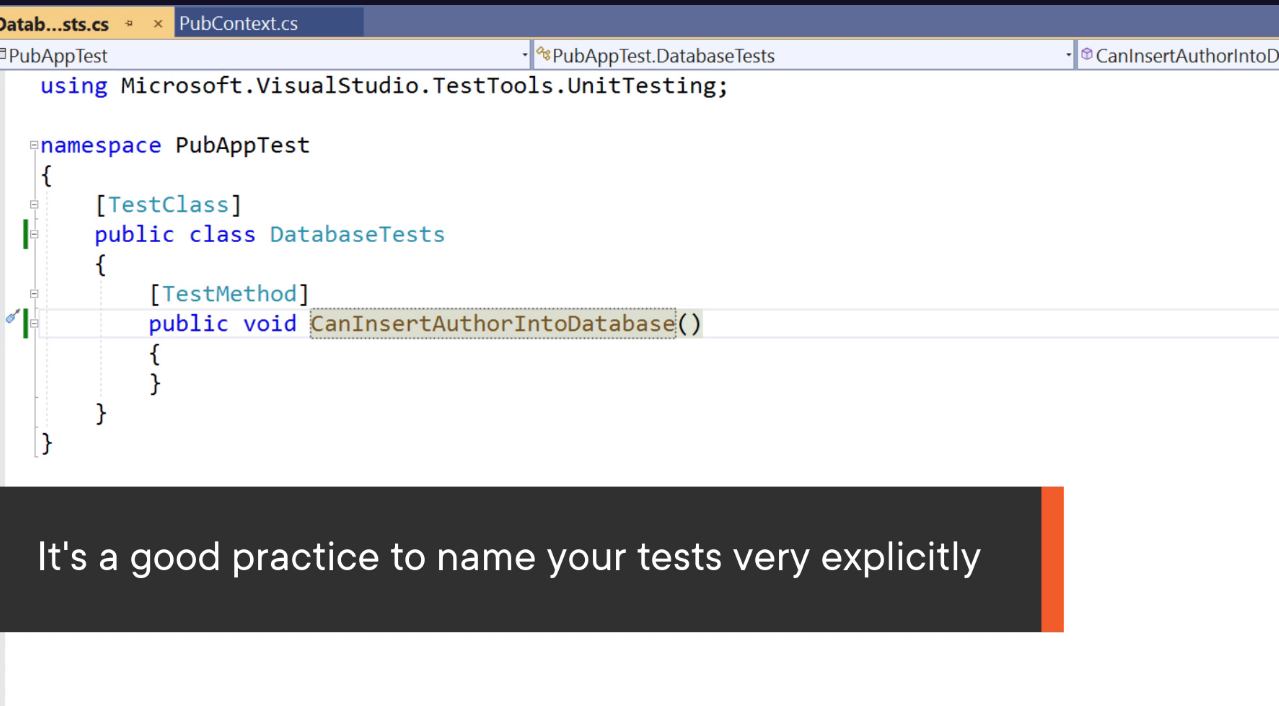 Datab...sts.cs PubContext.cs
PubAppTest PubAppTest.DatabaseTests CanInsertAuthorIntoD
using Microsoft.VisualStudio.TestTools.UnitTesting;
namespace PubAppTest
{
[TestClass]
public class DatabaseTests
{
[TestMethod]
public void CanInsertAuthorIntoDatabase()
{
}
}
}
It's a good practice to name your tests very explicitly